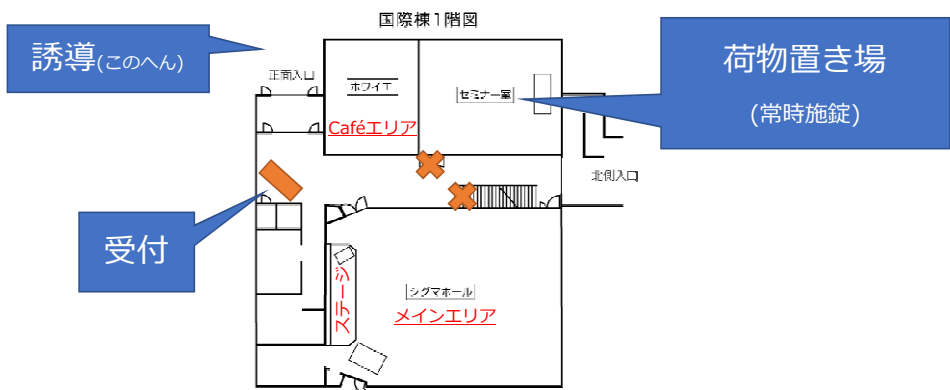 国際棟1階図
誘導(このへん)
正面入口
ホワイエ
セミナー室
荷物置き場
(常時施錠)
Caféエリア
北側入口
受付
ステージ
シグマホール
メインエリア